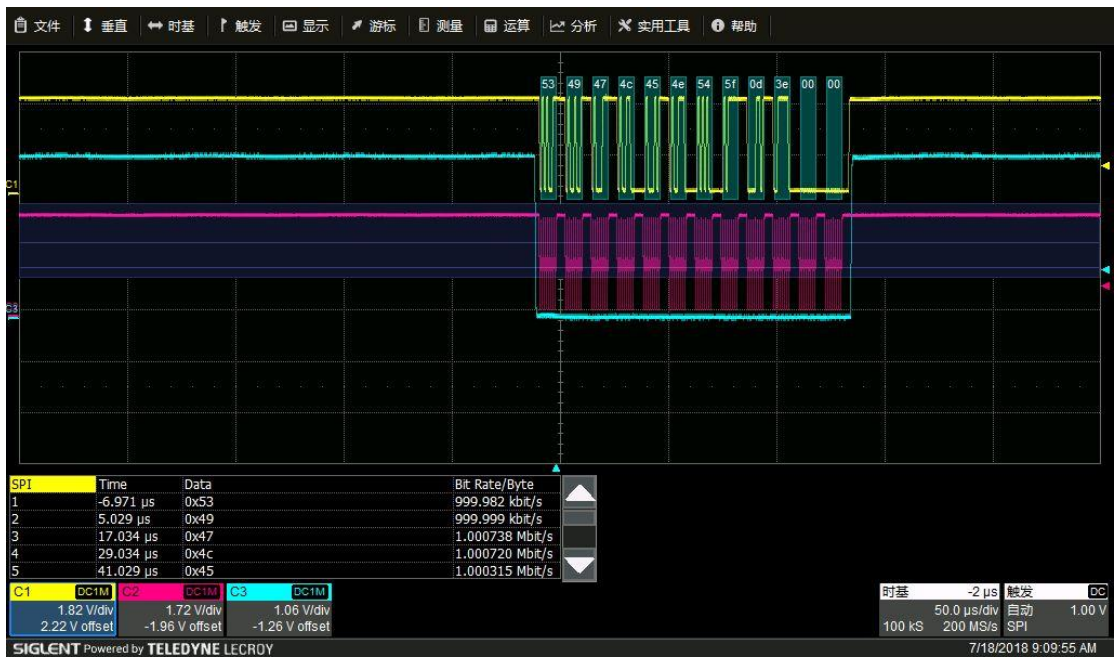 文件 垂直 时基 触发 显示 游标 测量 运算 分析 实用工具 帮助
53 49 47 4c 45 4e 54 5f 0d 3e 00 00
C1
C3
SPI Time Data Bit Rate/Byte
1 -6.971 µs 0x53 999.982 kbit/s
2 5.029 µs 0x49 999.999 kbit/s
3 17.034 µs 0x47 1.000738 Mbit/s
4 29.034 µs 0x4c 1.000720 Mbit/s
5 41.029 µs 0x45 1.000315 Mbit/s
C1 DC1M C2 DC1M C3 DC1M 时基 -2 µs 触发 DC
1.82 V/div 1.72 V/div 1.06 V/div 50.0 µs/div 自动 1.00 V
2.22 V offset -1.96 V offset -1.26 V offset 100 kS 200 MS/s SPI
SIGLENT Powered by TELEDYNE LECROY 7/18/2018 9:09:55 AM